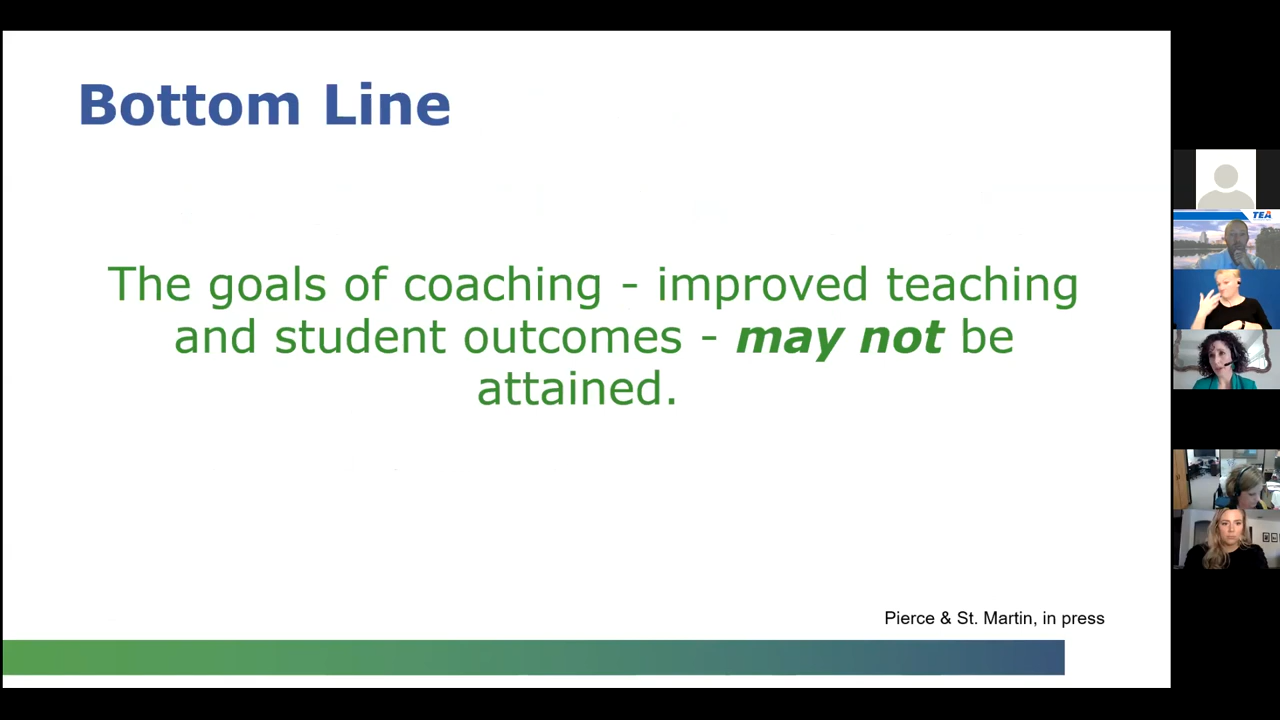 Bottom Line
The goals of coaching - improved teaching
and student outcomes - may not be
attained.
Pierce & St. Martin, in press
TEA